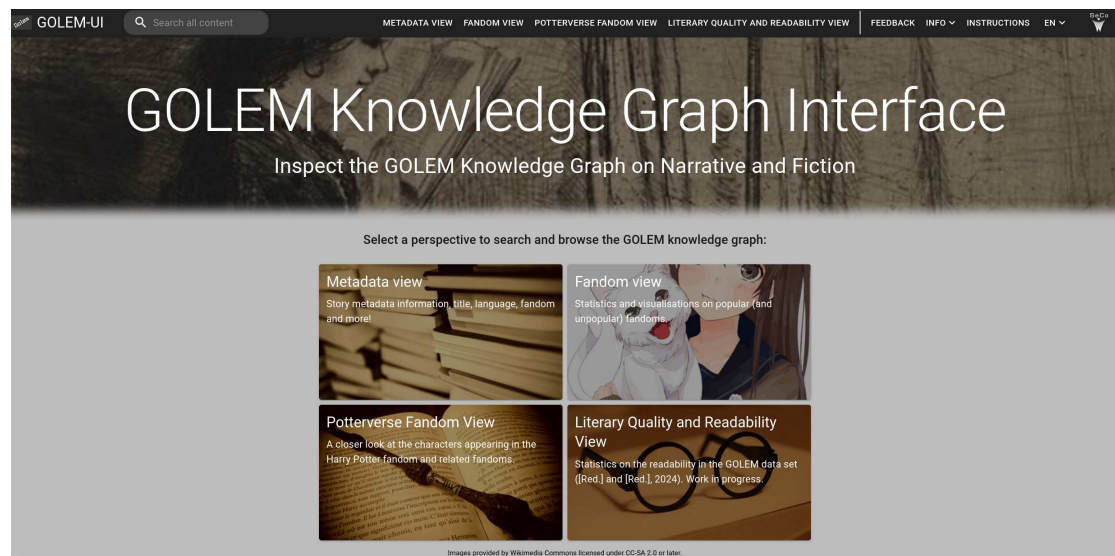 Golem GOLEM-UI Search all content METADATA VIEW FANDOM VIEW POTTERVERSE FANDOM VIEW LITERARY QUALITY AND READABILITY VIEW FEEDBACK INFO INSTRUCTIONS EN SeCo
GOLEM Knowledge Graph Interface
Inspect the GOLEM Knowledge Graph on Narrative and Fiction
Select a perspective to search and browse the GOLEM knowledge graph:
Metadata view
Story metadata information, title, language, fandom
and more!
Fandom view
Statistics and visualisations on popular (and
unpopular) fandoms.
Potterverse Fandom View
A closer look at the characters appearing in the
Harry Potter fandom and related fandoms.
Literary Quality and Readability
View
Statistics on the readability in the GOLEM data set
([Red.] and [Red.], 2024). Work in progress.
Images provided by Wikimedia Commons licensed under CC-SA 2.0 or later.